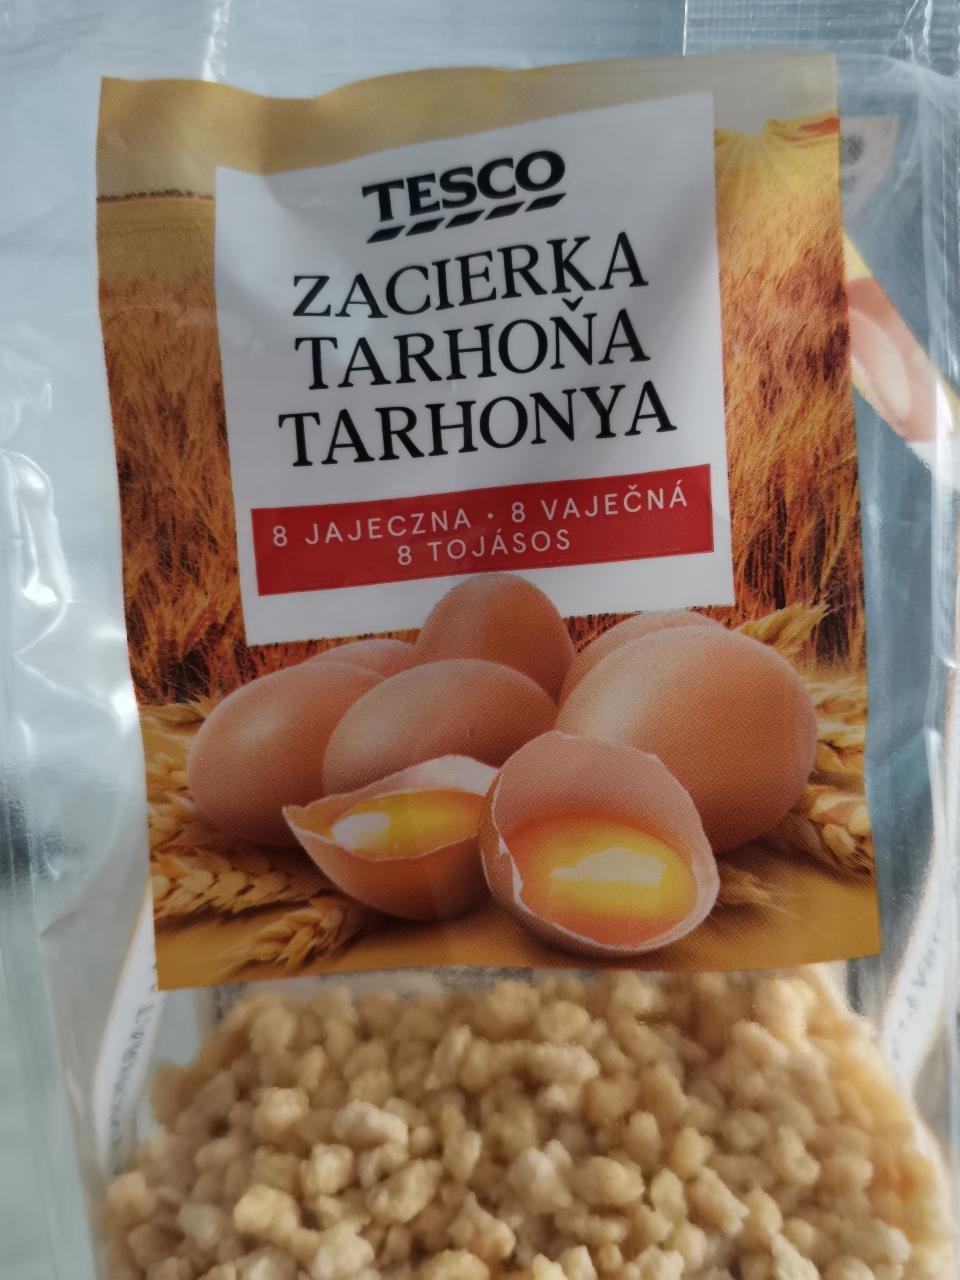 TESCO
ZACIERKA
TARHOŇA
TARHONYA
8 JAJECZNA • 8 VAJEČNÁ
8 TOJÁSOS